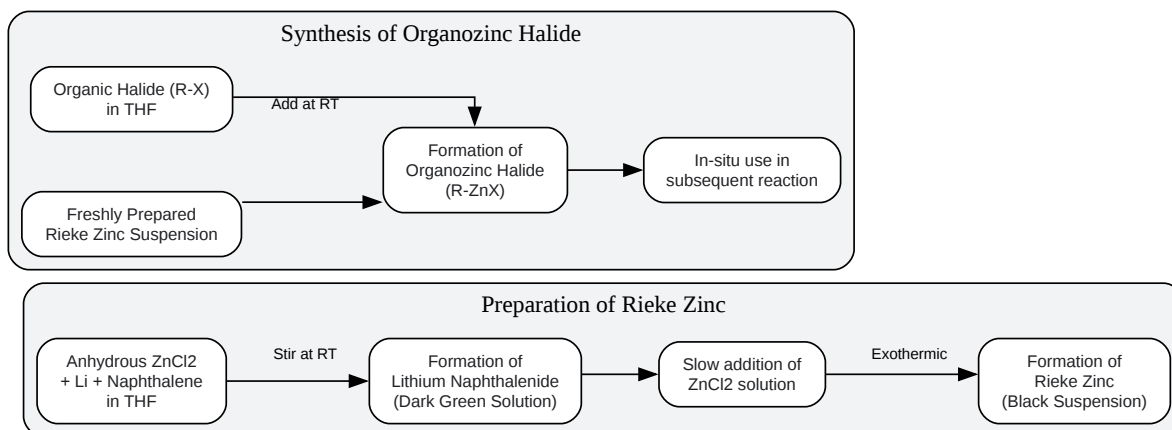 Synthesis of Organozinc Halide
Organic Halide (R-X)
in THF
Add at RT
Freshly Prepared
Rieke Zinc Suspension
Formation of
Organozinc Halide
(R-ZnX)
In-situ use in
subsequent reaction
Preparation of Rieke Zinc
Anhydrous ZnCl2
+ Li + Naphthalene
in THF
Stir at RT
Formation of
Lithium Naphthalenide
(Dark Green Solution)
Slow addition of
ZnCl2 solution
Exothermic
Formation of
Rieke Zinc
(Black Suspension)